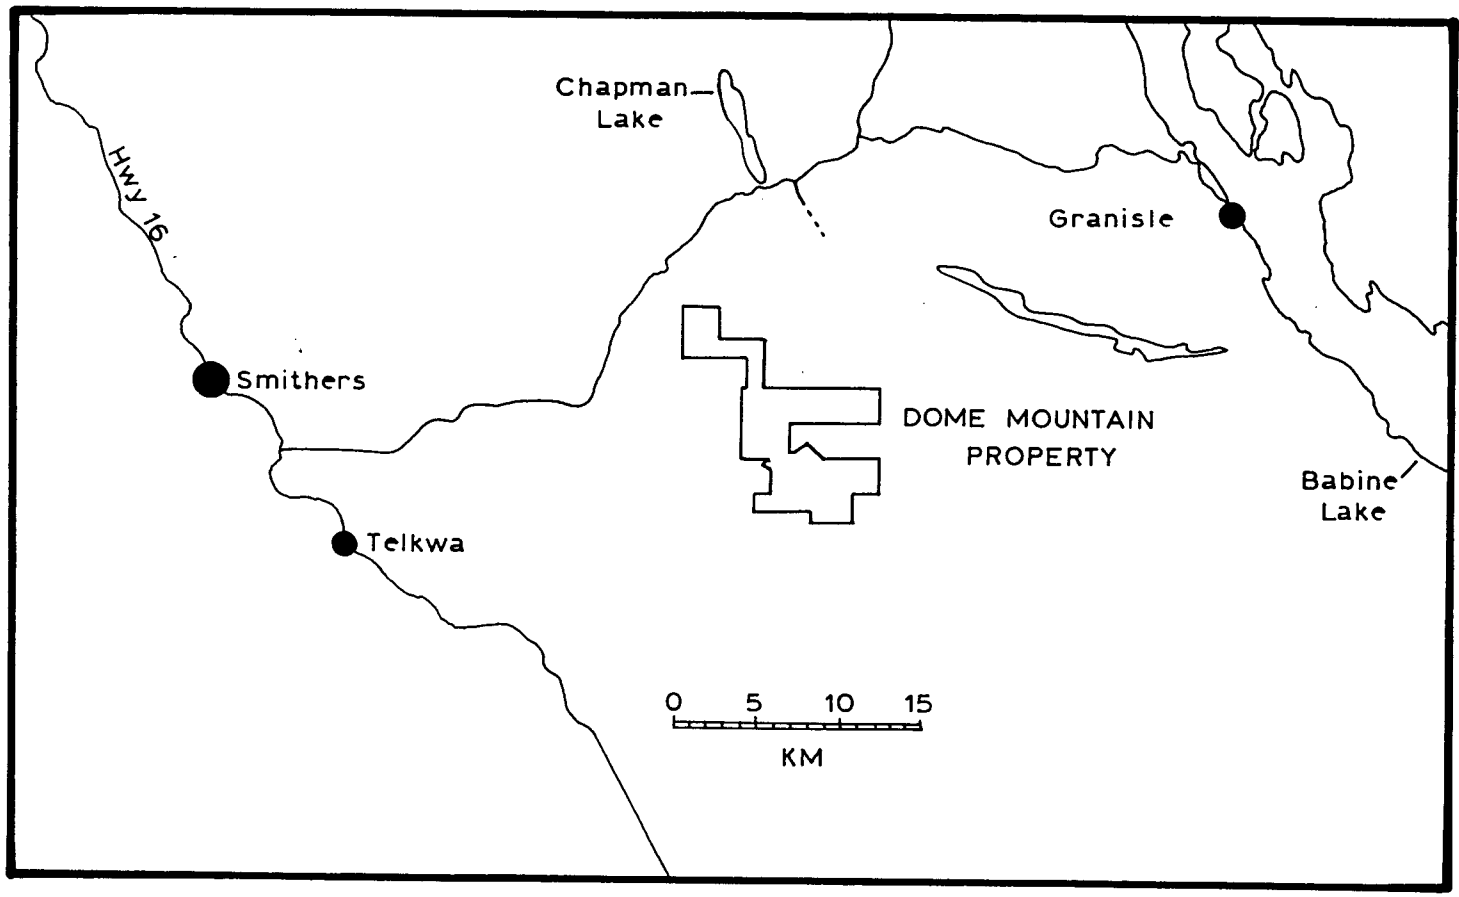 Chapman
Lake
Hwy 16
Granisle
Smithers
DOME MOUNTAIN
PROPERTY
Babine
Lake
Telkwa
0 5 10 15
KM